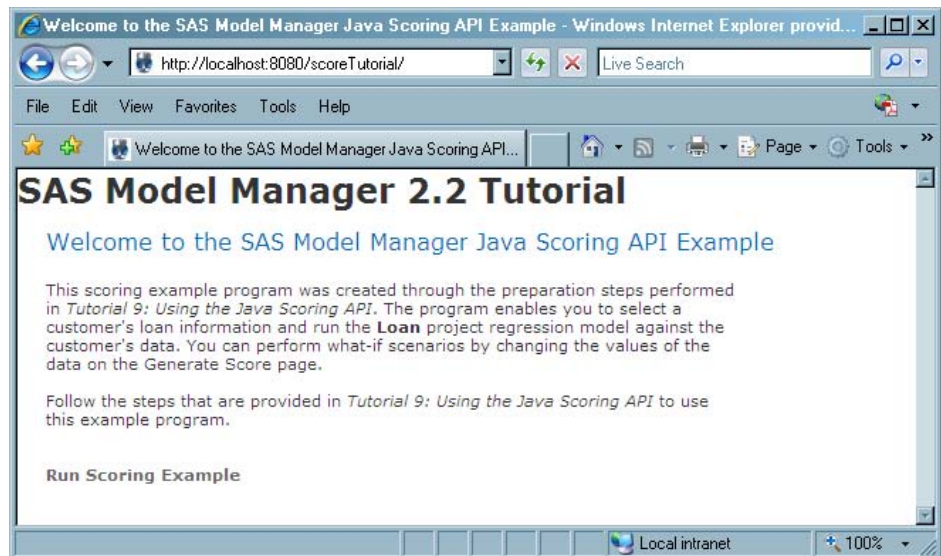 Welcome to the SAS Model Manager Java Scoring API Example - Windows Internet Explorer provid...
http://localhost:8080/scoreTutorial/
Live Search
File Edit View Favorites Tools Help
Welcome to the SAS Model Manager Java Scoring API...
Page
Tools
»
SAS Model Manager 2.2 Tutorial
Welcome to the SAS Model Manager Java Scoring API Example
This scoring example program was created through the preparation steps performed
in Tutorial 9: Using the Java Scoring API. The program enables you to select a
customer's loan information and run the Loan project regression model against the
customer's data. You can perform what-if scenarios by changing the values of the
data on the Generate Score page.
Follow the steps that are provided in Tutorial 9: Using the Java Scoring API to use
this example program.
Run Scoring Example
Local intranet
100%